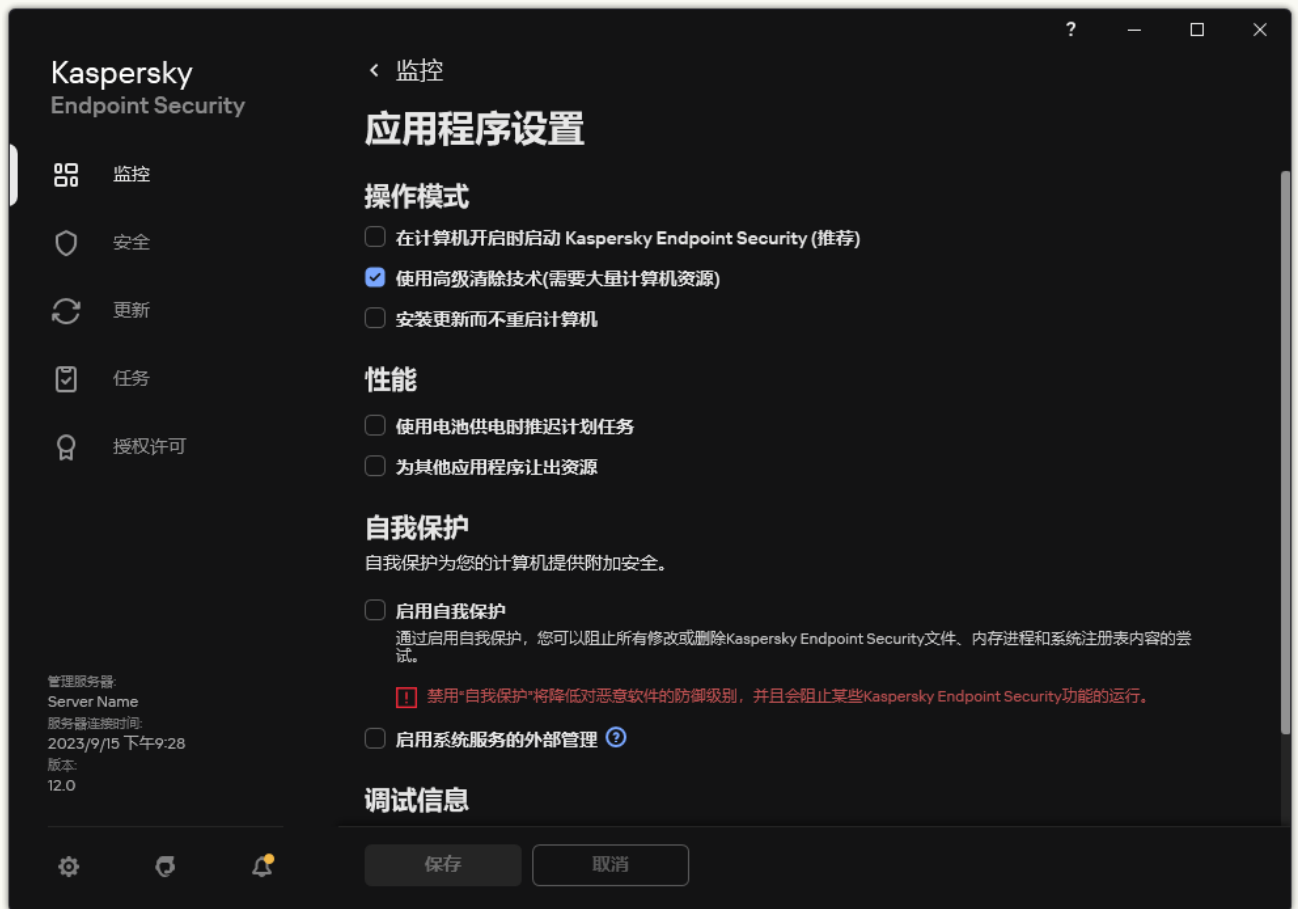 ?
Kaspersky
Endpoint Security
监控
安全
更新
任务
授权许可
管理服务器:
Server Name
服务器连接时间:
2023/9/15 下午9:28
版本:
12.0
监控
应用程序设置
操作模式
在计算机开启时启动 Kaspersky Endpoint Security (推荐)
使用高级清除技术(需要大量计算机资源)
安装更新而不重启计算机
性能
使用电池供电时推迟计划任务
为其他应用程序让出资源
自我保护
自我保护为您的计算机提供附加安全。
启用自我保护
通过启用自我保护，您可以阻止所有修改或删除Kaspersky Endpoint Security文件、内存进程和系统注册表内容的尝
试。
禁用"自我保护"将降低对恶意软件的防御级别，并且会阻止某些Kaspersky Endpoint Security功能的运行。
启用系统服务的外部管理 ?
调试信息
保存
取消